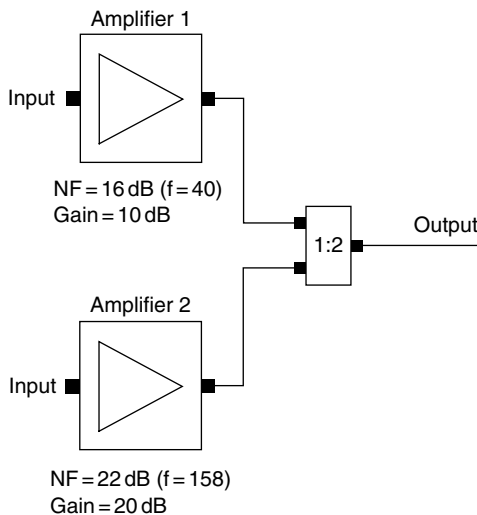 Amplifier 1
Input
NF = 16 dB (f = 40)
Gain = 10 dB
1:2
Output
Amplifier 2
Input
NF = 22 dB (f = 158)
Gain = 20 dB